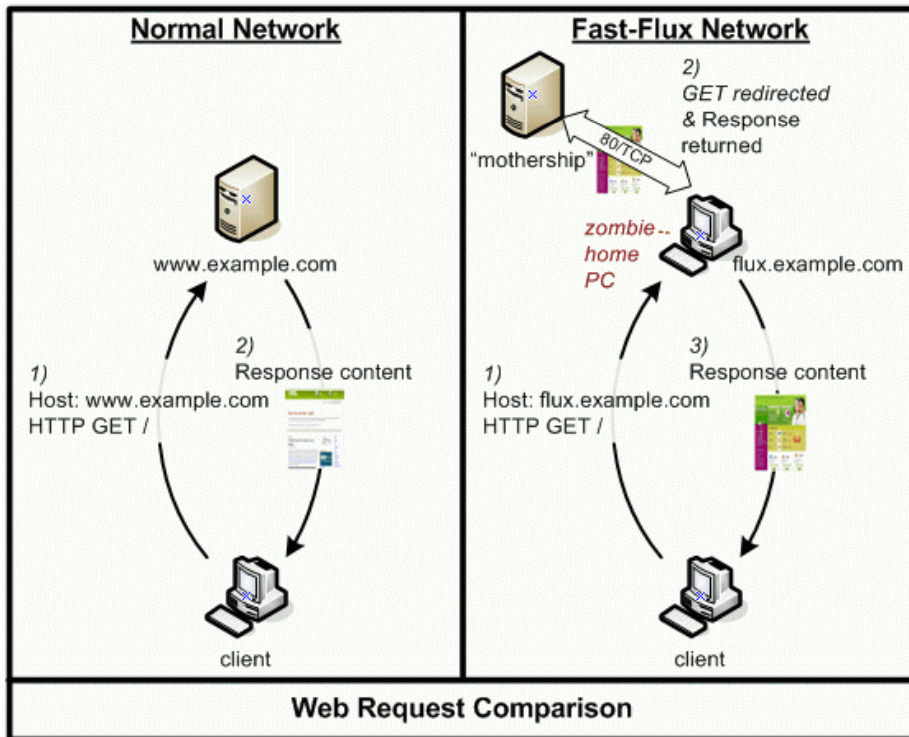 Normal Network
www.example.com
1)
Host: www.example.com
HTTP GET /
2)
Response content
client
Fast-Flux Network
"mothership"
80/TCP
2)
GET redirected
& Response
returned
zombie
home
PC
flux.example.com
1)
Host: flux.example.com
HTTP GET /
3)
Response content
client
Web Request Comparison